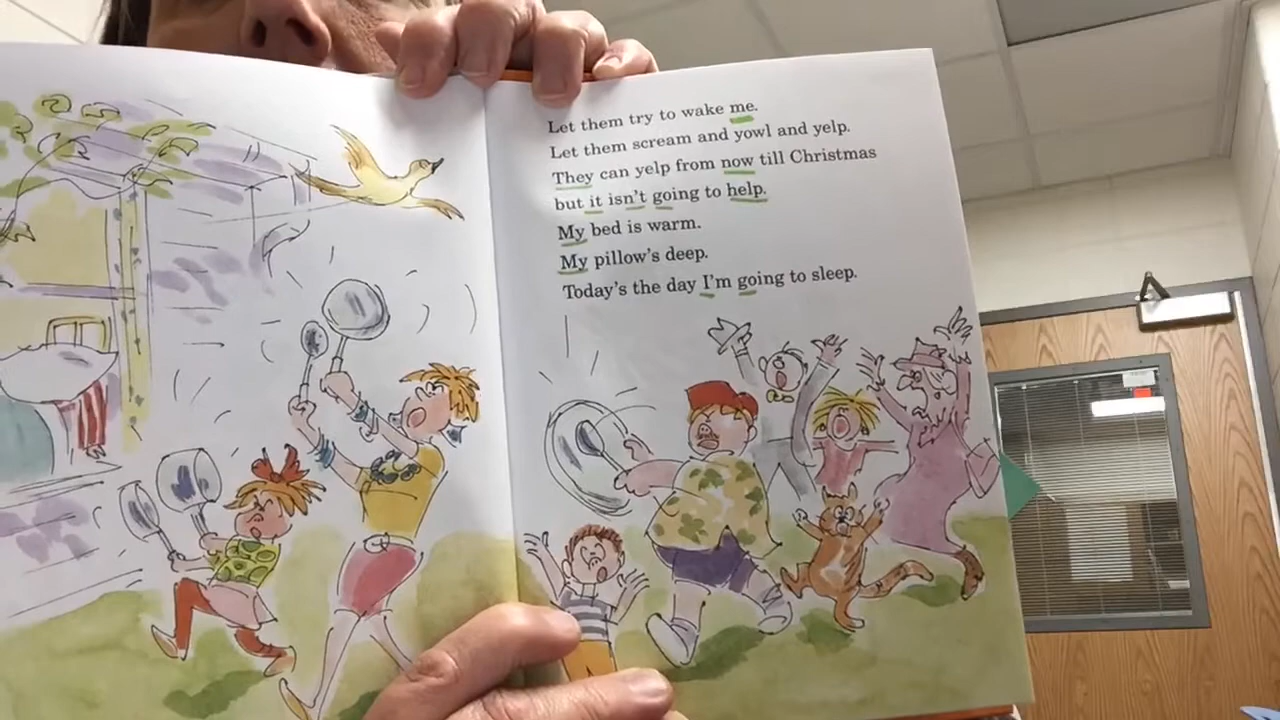 Let them try to wake me.
Let them scream and yowl and yelp.
They can yelp from now till Christmas
but it isn't going to help.
My bed is warm.
My pillow's deep.
Today's the day I'm going to sleep.